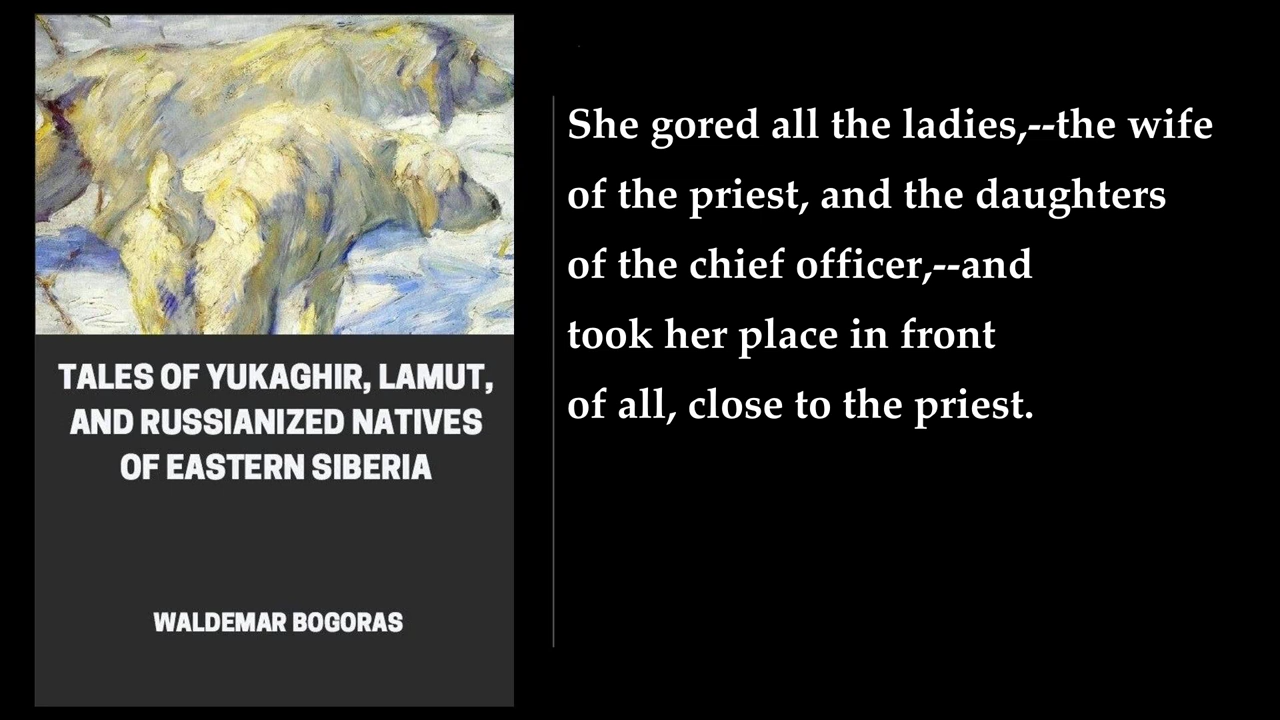 TALES OF YUKAGHIR, LAMUT,
AND RUSSIANIZED NATIVES
OF EASTERN SIBERIA
WALDEMAR BOGORAS
She gored all the ladies,--the wife
of the priest, and the daughters
of the chief officer,--and
took her place in front
of all, close to the priest.